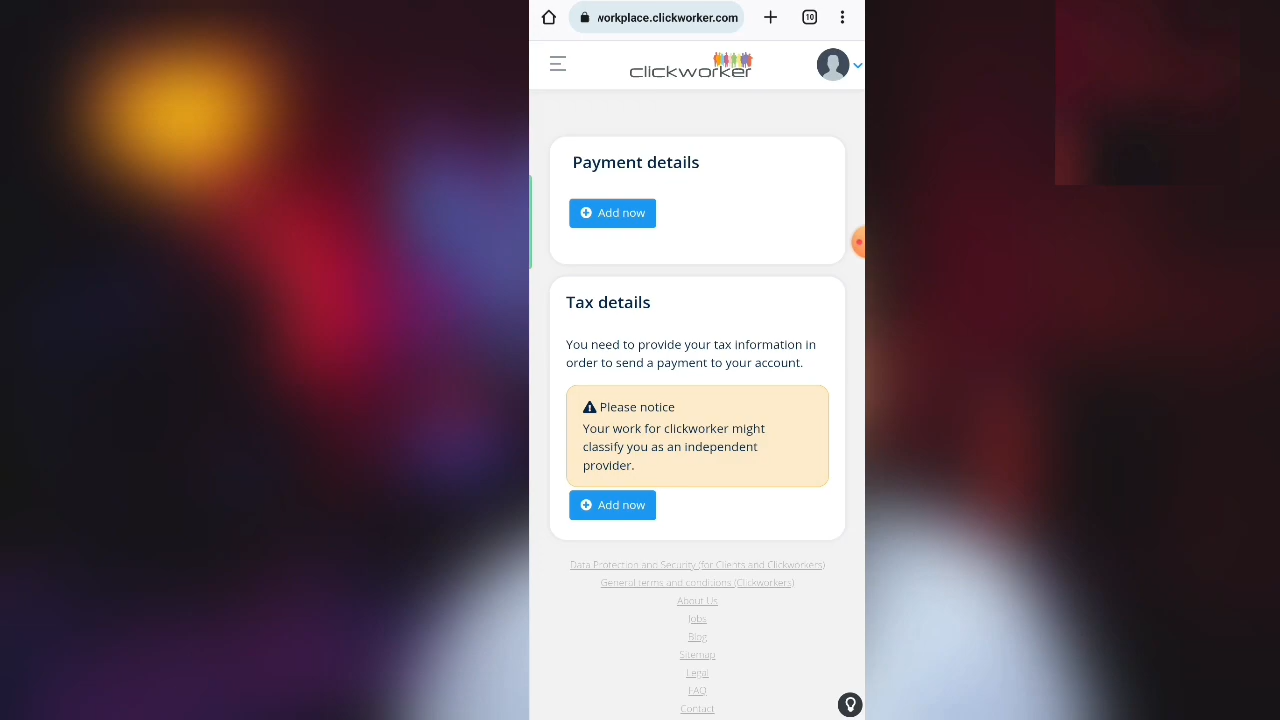 workplace.clickworker.com
10
clickworker
Payment details
Add now
Tax details
You need to provide your tax information in
order to send a payment to your account.
Please notice
Your work for clickworker might
classify you as an independent
provider.
Add now
Data Protection and Security (for Clients and Clickworkers)
General terms and conditions (Clickworkers)
About Us
Jobs
Blog
Sitemap
Legal
FAQ
Contact